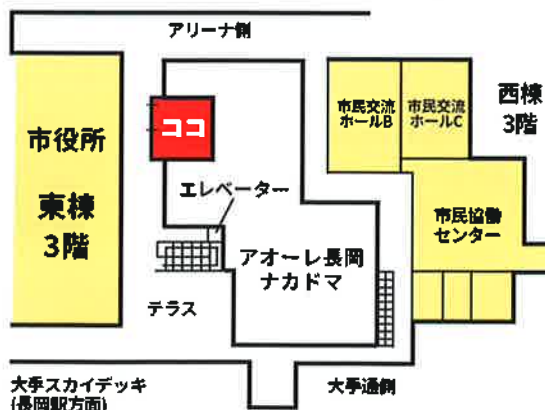 アリーナ側
市役所
東棟
3階
ココ
市民交流
ホールB
市民交流
ホールC
西棟
3階
エレベーター
市民協働
センター
アオーレ長岡
ナカドマ
テラス
大手スカイデッキ
(長岡駅方面)
大手通側